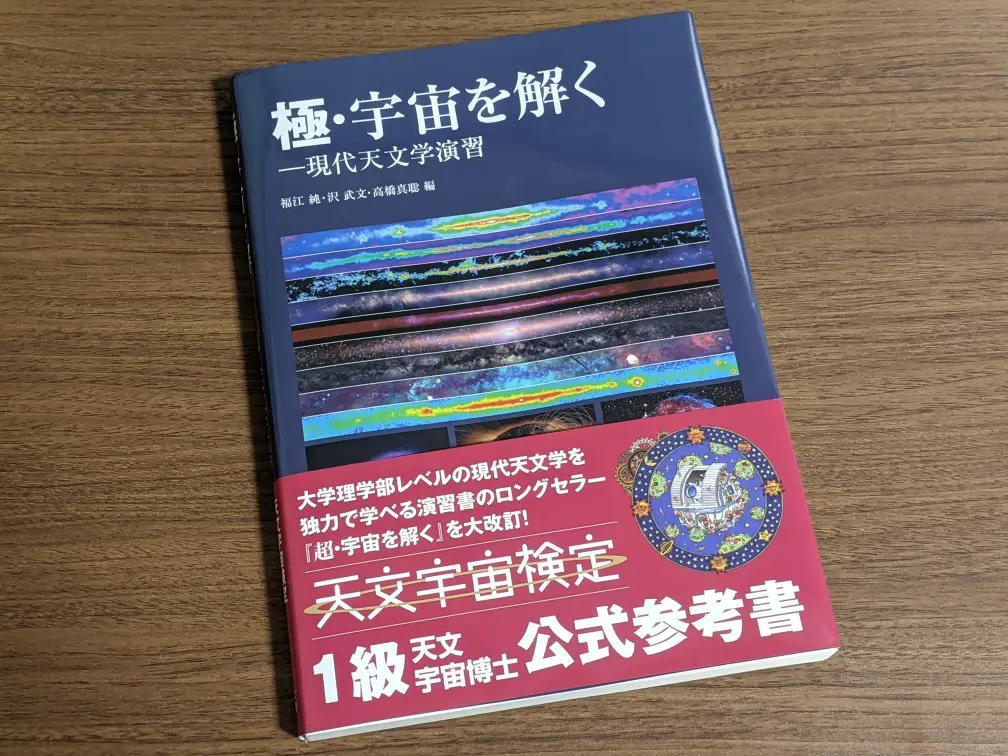 極・宇宙を解く
―現代天文学演習
福江 純・沢 武文・高橋真聡 編
大学理学部レベルの現代天文学を
独力で学べる演習書のロングセラー
『超・宇宙を解く』を大改訂!
天文宇宙検定
1級 天文宇宙博士 公式参考書